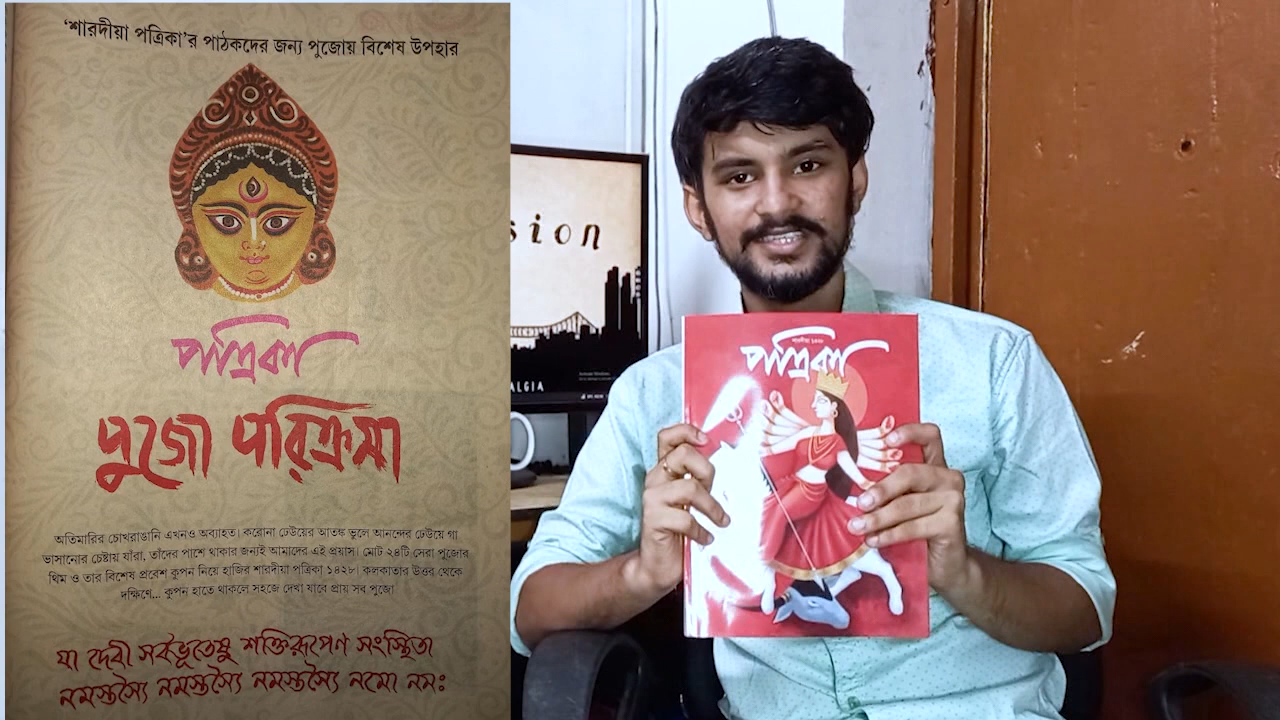 'শারদীয়া পত্রিকা'র পাঠকদের জন্য পুজোয় বিশেষ উপহার
পত্রিকা
পুজো পরিক্রমা
অতিমারির চোখরাঙানি এখনও অব্যাহত। করোনা ঢেউয়ের আতঙ্ক ভুলে আনন্দের ঢেউয়ে গা
ভাসানোর চেষ্টায় যাঁরা, তাঁদের পাশে থাকার জন্যই আমাদের এই প্রয়াস। মোট ২৪টি সেরা পুজোর
থিম ও তার বিশেষ প্রবেশ কুপন নিয়ে হাজির শারদীয়া পত্রিকা ১৪২৮। কলকাতার উত্তর থেকে
দক্ষিণে... কুপন হাতে থাকলে সহজে দেখা যাবে প্রায় সব পুজো
যা দেবী সর্বভূতেষু শক্তিরূপেণ সংস্থিতা
নমস্তস্যৈ নমস্তস্যৈ নমস্তস্যৈ নমো নমঃ
sion
ALGIA
শারদীয়া ১৪২৮
পত্রিকা